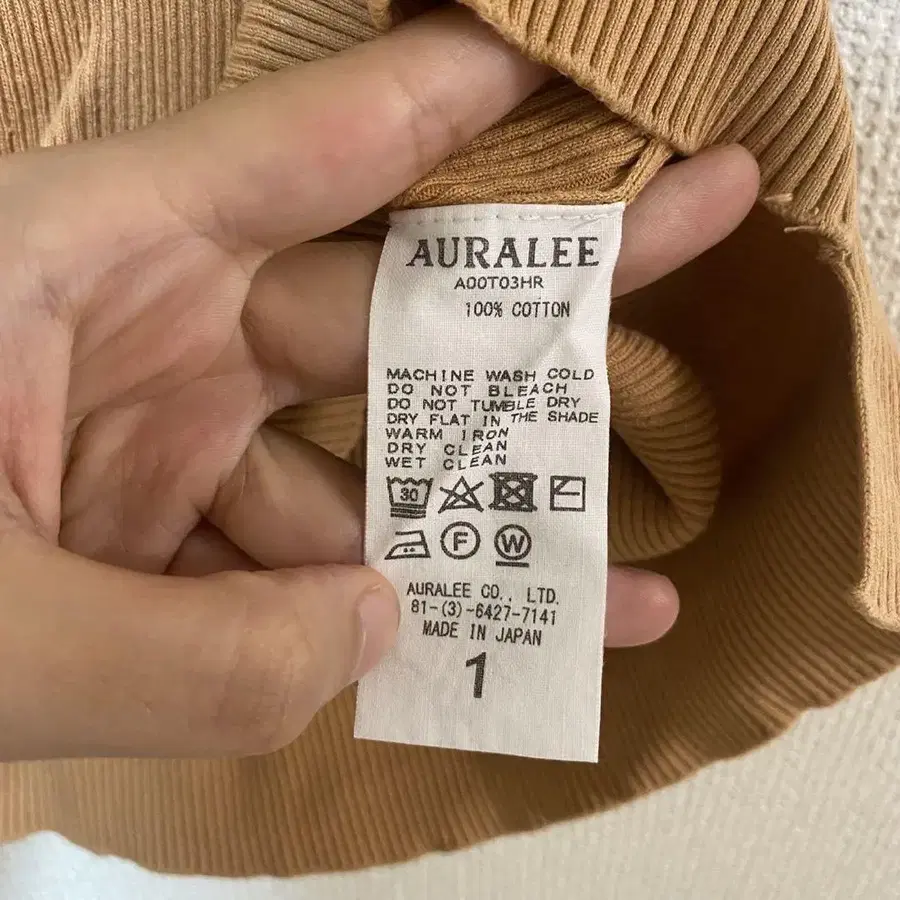 AURALEE
A00T03HR
100% COTTON
MACHINE WASH COLD
DO NOT BLEACH
DO NOT TUMBLE DRY
DRY FLAT IN THE SHADE
WARM IRON
DRY CLEAN
WET CLEAN
30
F W
AURALEE CO., LTD.
81-(3)-6427-7141
MADE IN JAPAN
1